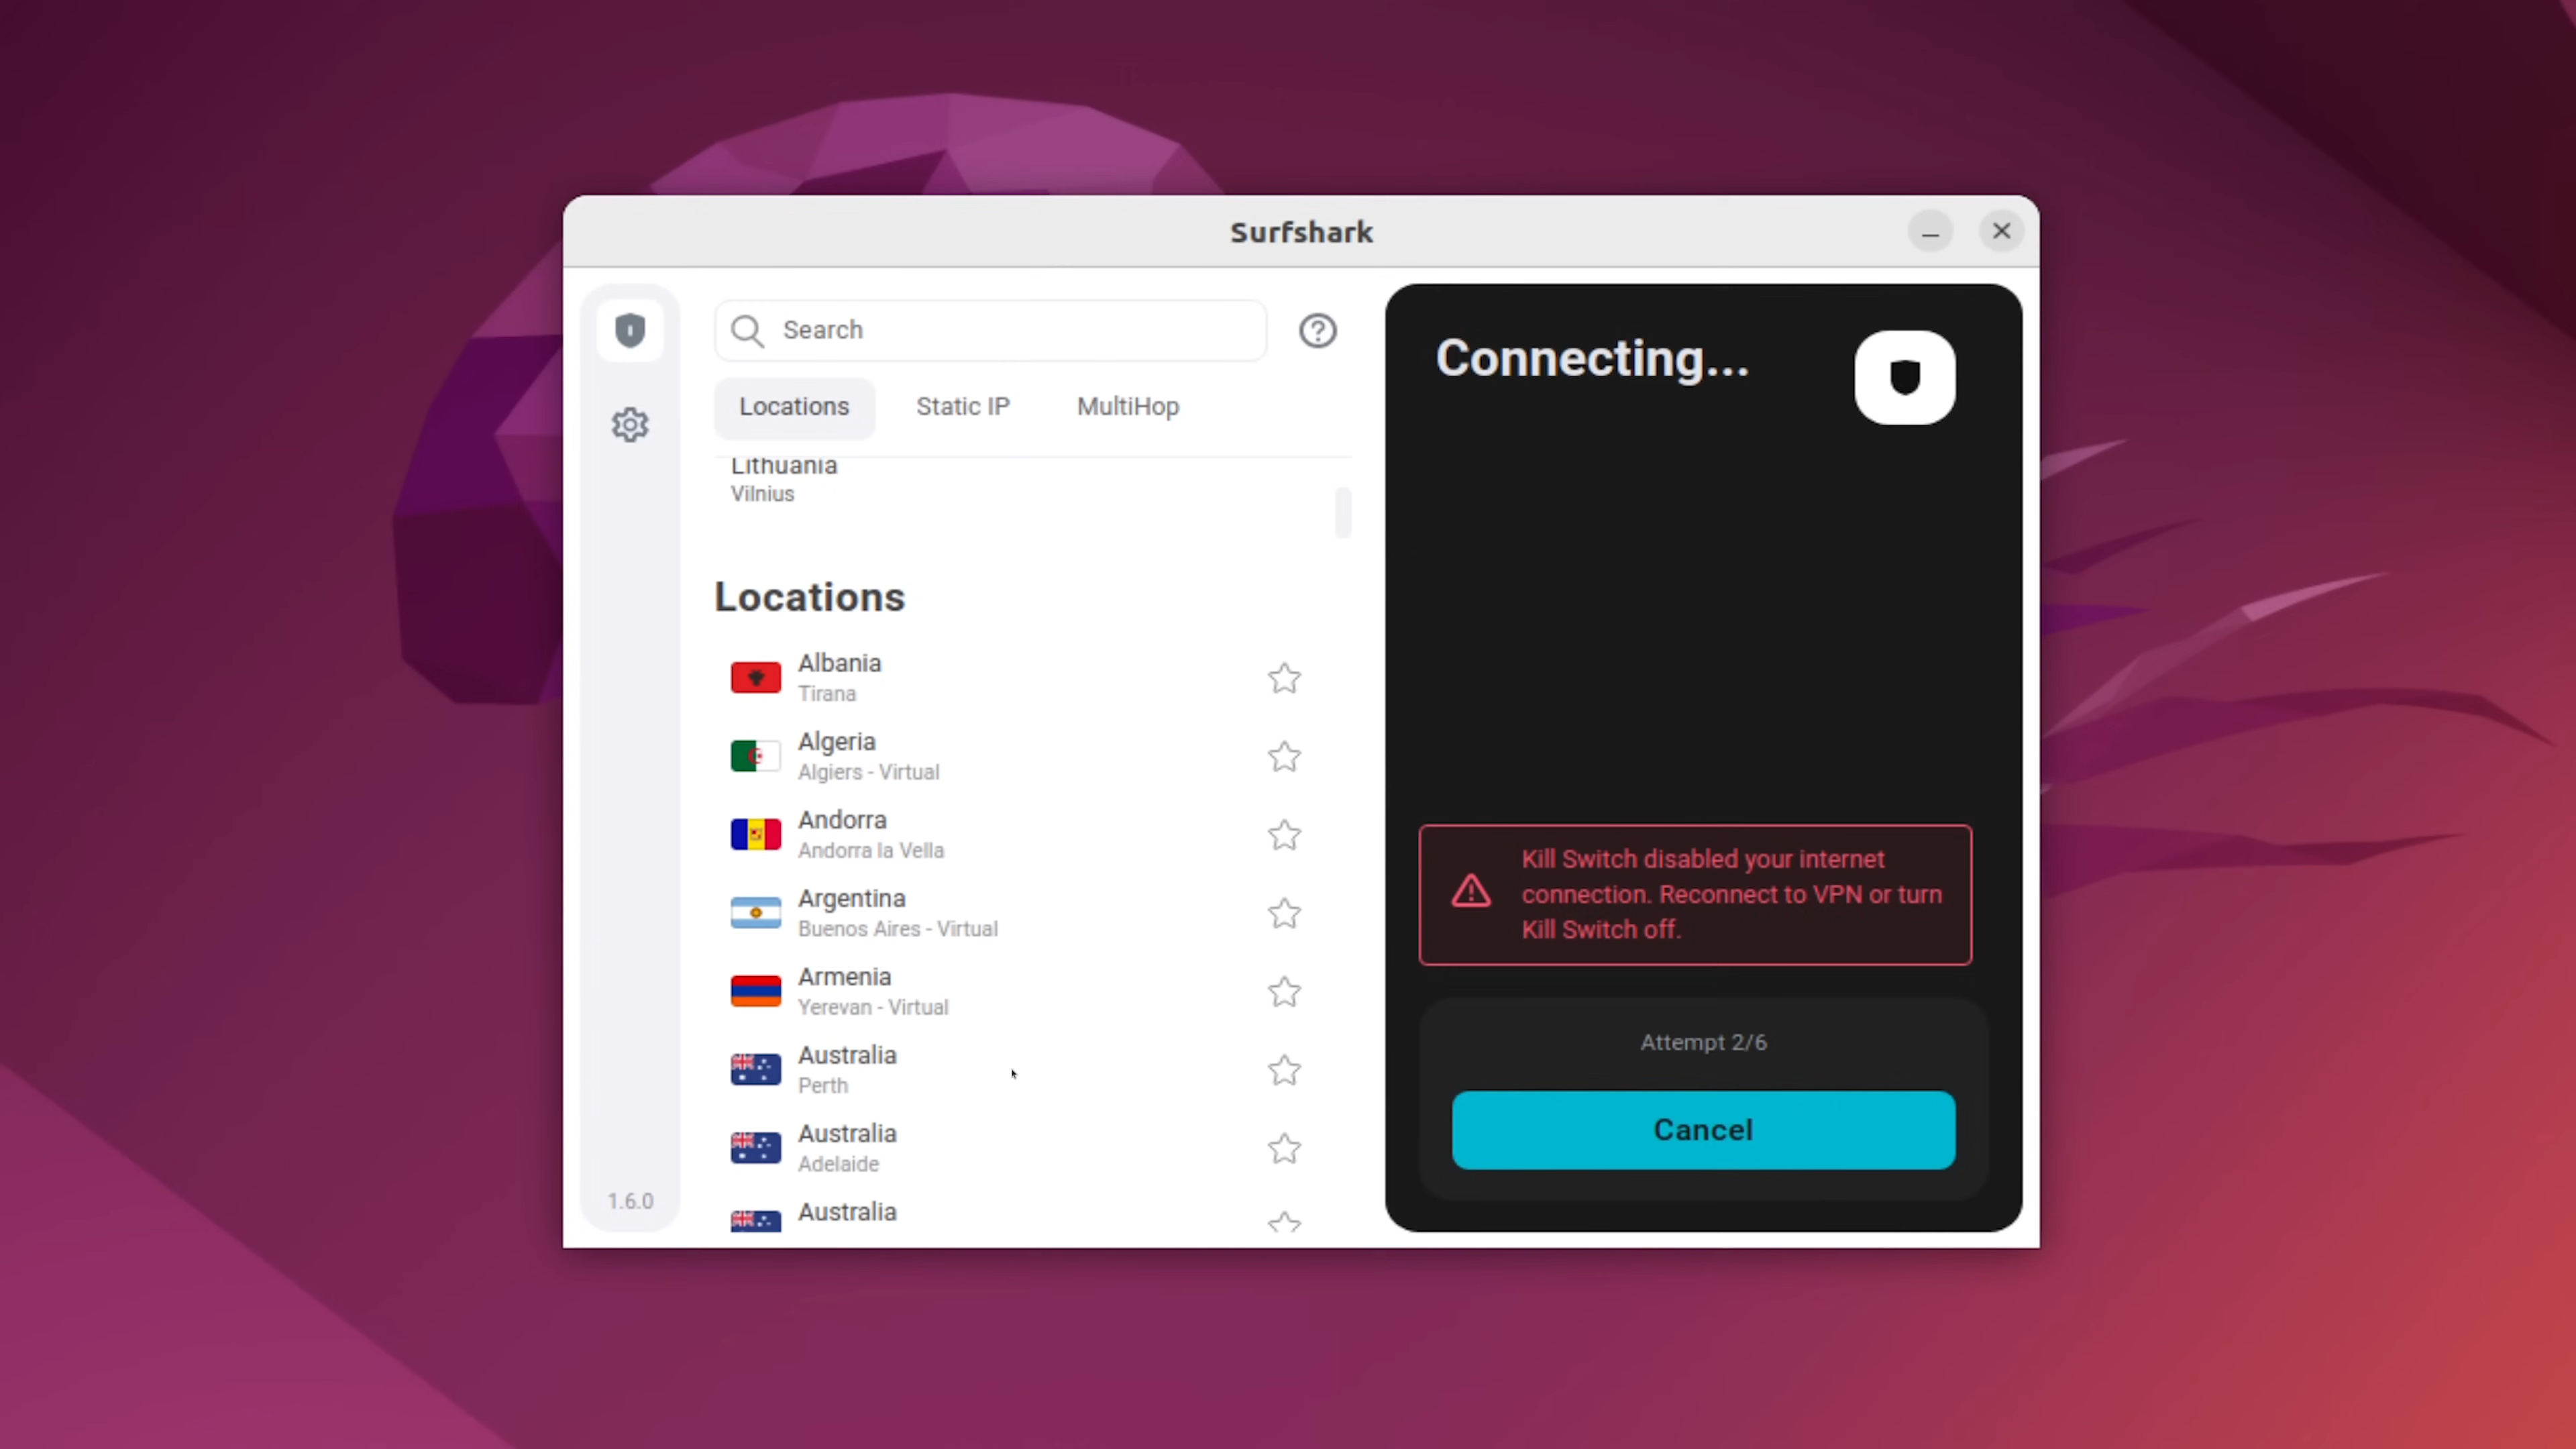 Surfshark
Search
Locations
Static IP
MultiHop
Lithuania
Vilnius
Locations
Albania
Tirana
Algeria
Algiers - Virtual
Andorra
Andorra la Vella
Argentina
Buenos Aires - Virtual
Armenia
Yerevan - Virtual
Australia
Perth
Australia
Adelaide
Australia
1.6.0
Connecting...
Kill Switch disabled your internet
connection. Reconnect to VPN or turn
Kill Switch off.
Attempt 2/6
Cancel